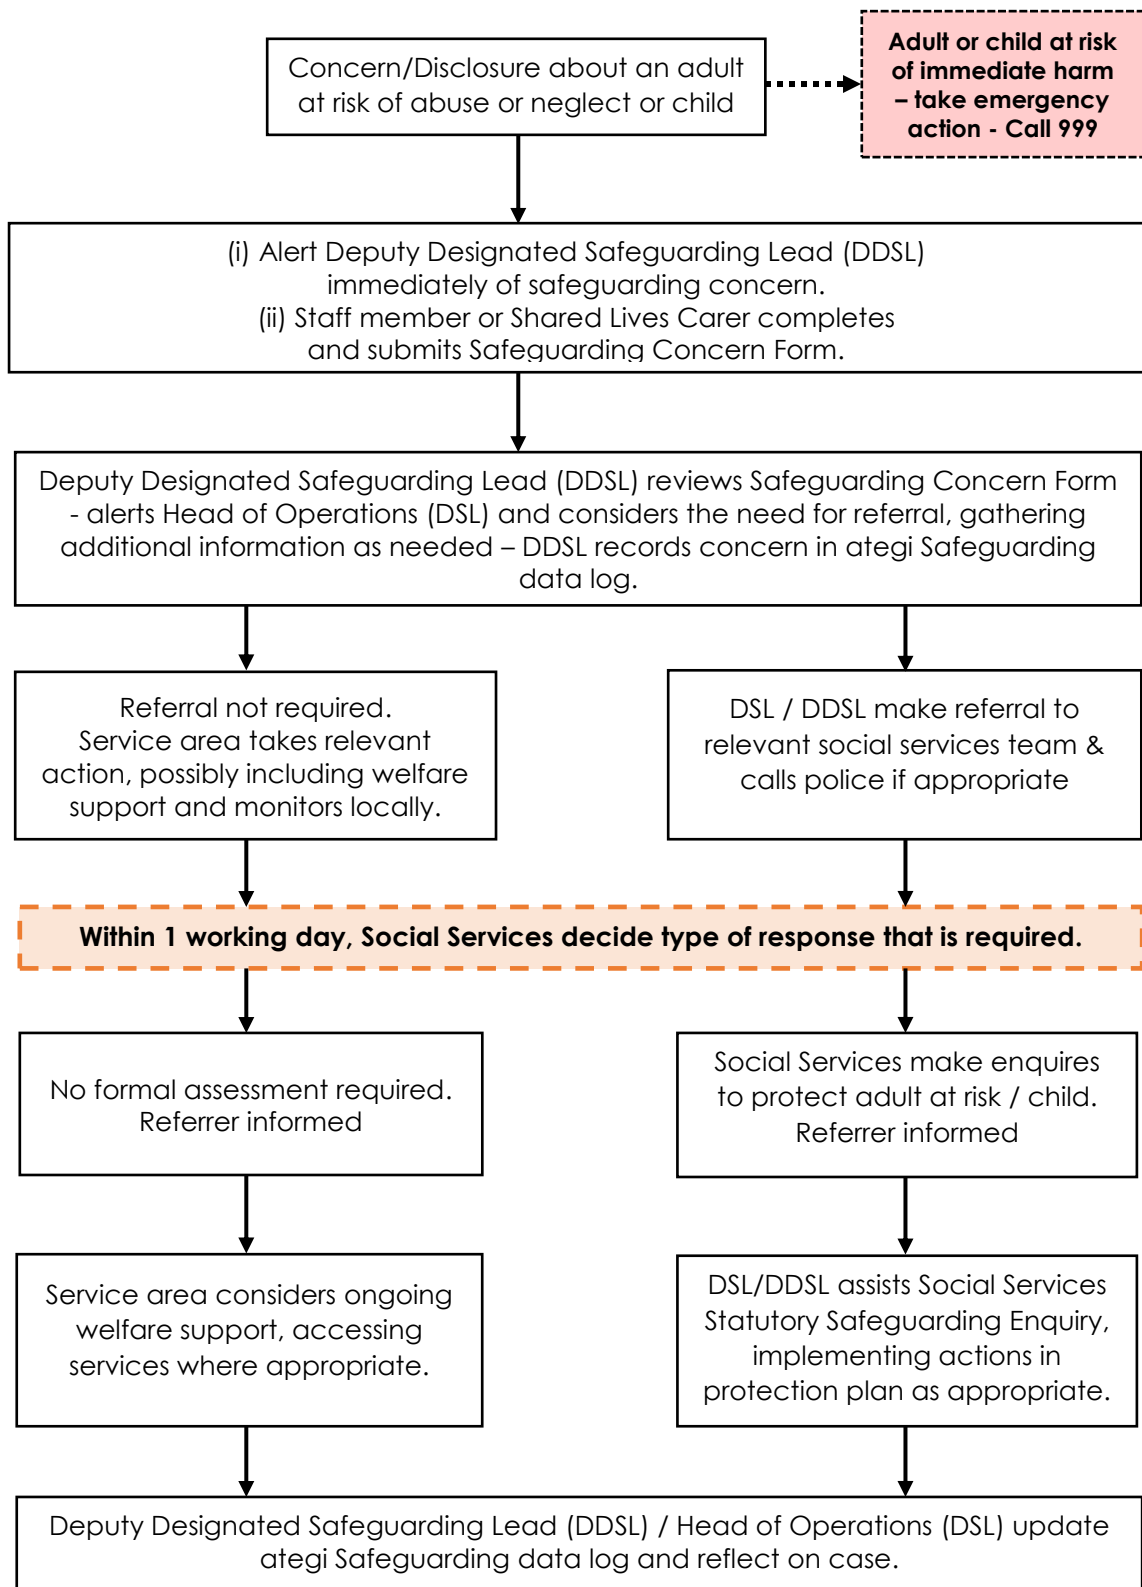 Concern/Disclosure about an adult
at risk of abuse or neglect or child
Adult or child at risk
of immediate harm
– take emergency
action - Call 999
(i) Alert Deputy Designated Safeguarding Lead (DDSL)
immediately of safeguarding concern.
(ii) Staff member or Shared Lives Carer completes
and submits Safeguarding Concern Form.
Deputy Designated Safeguarding Lead (DDSL) reviews Safeguarding Concern Form
- alerts Head of Operations (DSL) and considers the need for referral, gathering
additional information as needed – DDSL records concern in ategi Safeguarding
data log.
Referral not required.
Service area takes relevant
action, possibly including welfare
support and monitors locally.
DSL / DDSL make referral to
relevant social services team &
calls police if appropriate
Within 1 working day, Social Services decide type of response that is required.
No formal assessment required.
Referrer informed
Social Services make enquires
to protect adult at risk / child.
Referrer informed
Service area considers ongoing
welfare support, accessing
services where appropriate.
DSL/DDSL assists Social Services
Statutory Safeguarding Enquiry,
implementing actions in
protection plan as appropriate.
Deputy Designated Safeguarding Lead (DDSL) / Head of Operations (DSL) update
ategi Safeguarding data log and reflect on case.